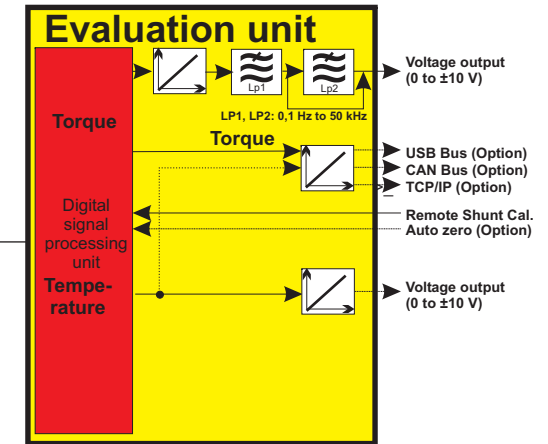 Evaluation unit
Lp1
Lp2
Voltage output
(0 to ±10 V)
LP1, LP2: 0,1 Hz to 50 kHz
Torque
Torque
USB Bus (Option)
CAN Bus (Option)
TCP/IP (Option)
Digital
signal
processing
unit
Remote Shunt Cal.
Auto zero (Option)
Tempe-
rature
Voltage output
(0 to ±10 V)